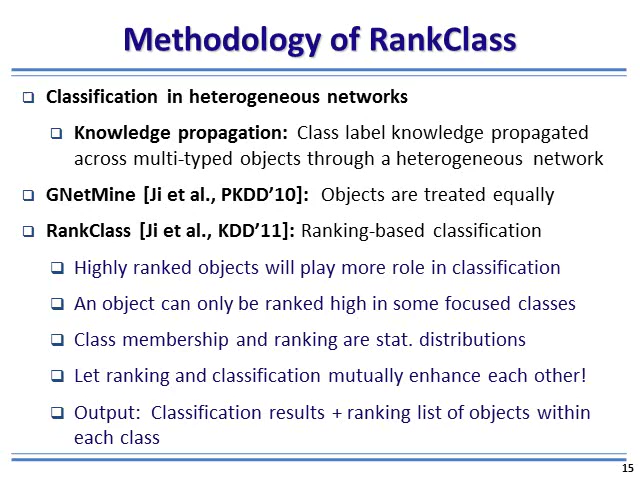 Methodology of RankClass
Classification in heterogeneous networks
Knowledge propagation: Class label knowledge propagated
across multi-typed objects through a heterogeneous network
GNetMine [Ji et al., PKDD’10]: Objects are treated equally
RankClass [Ji et al., KDD’11]: Ranking-based classification
Highly ranked objects will play more role in classification
An object can only be ranked high in some focused classes
Class membership and ranking are stat. distributions
Let ranking and classification mutually enhance each other!
Output: Classification results + ranking list of objects within
each class
15